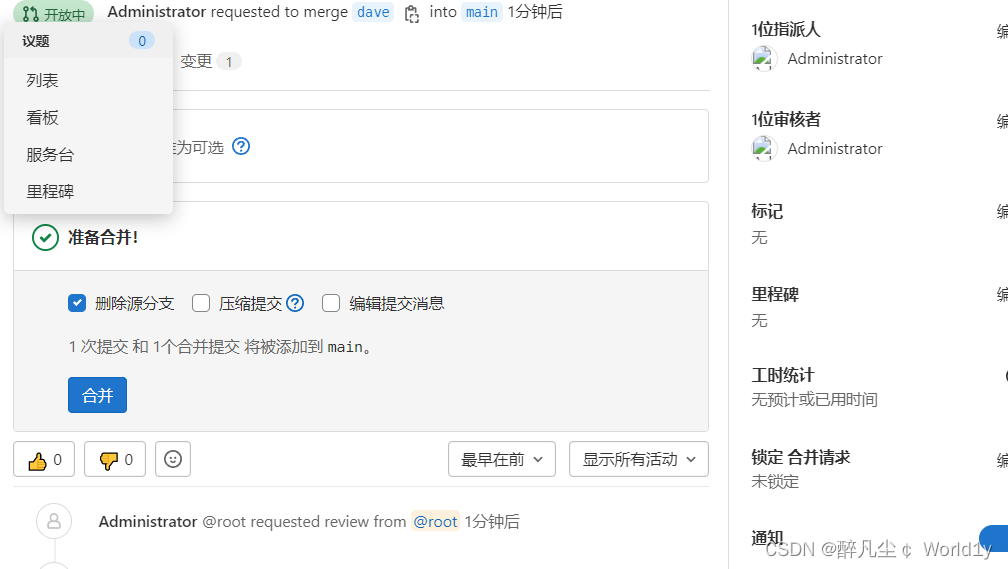 开放中 Administrator requested to merge dave into main 1分钟后
议题 0
列表
看板
服务台
里程碑
变更 1
为可选
准备合并!
删除源分支 压缩提交 编辑提交消息
1 次提交 和 1个合并提交 将被添加到 main。
合并
0 0 最早在前 显示所有活动
Administrator @root requested review from @root 1分钟后
1位指派人
Administrator
1位审核者
Administrator
标记
无
里程碑
无
工时统计
无预计或已用时间
锁定 合并请求
未锁定
通知
CSDN @醉凡尘¢ World1y